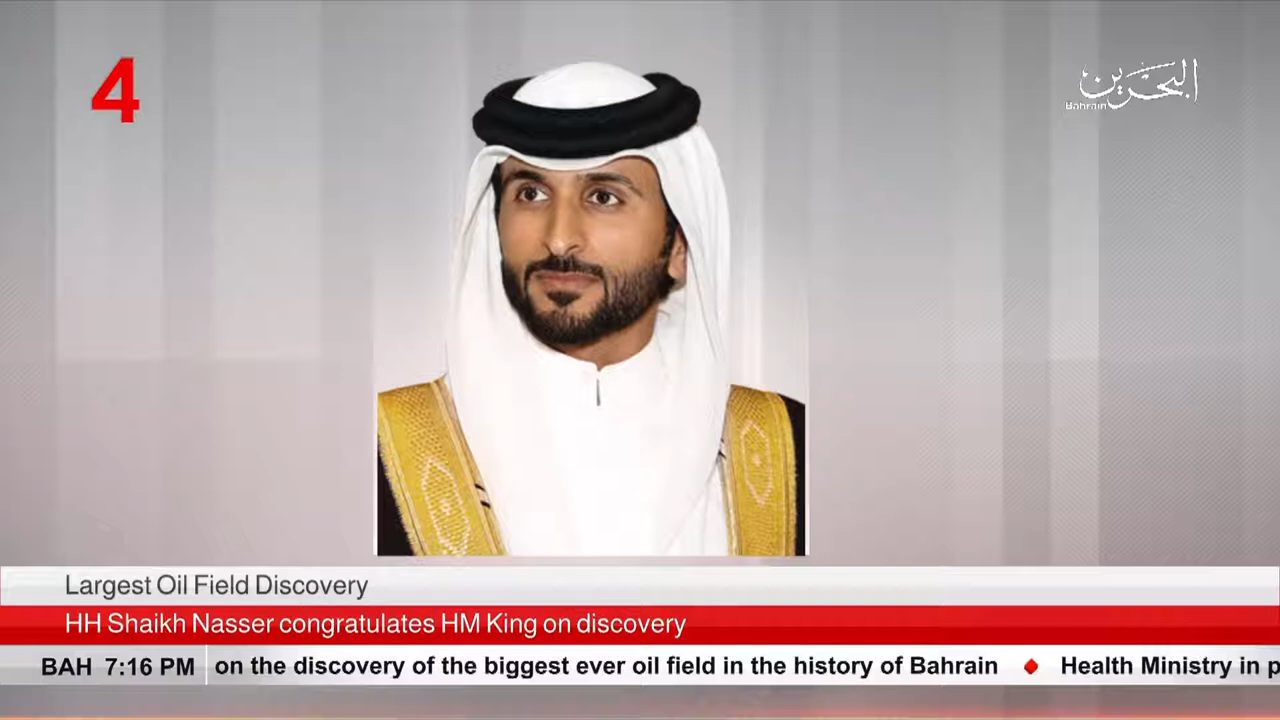 4
البحرين
Bahrain
Largest Oil Field Discovery
HH Shaikh Nasser congratulates HM King on discovery
BAH 7:16 PM on the discovery of the biggest ever oil field in the history of Bahrain Health Ministry in p